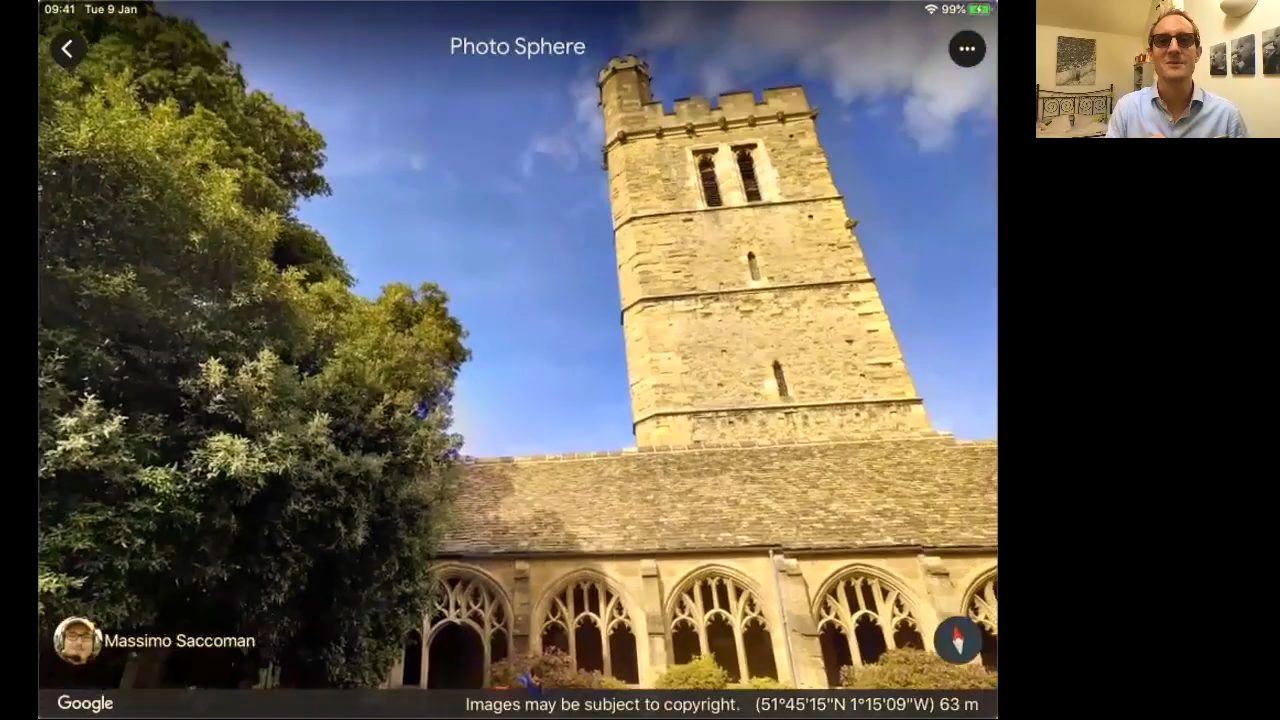 09:41 Tue 9 Jan
99%
Photo Sphere
Massimo Saccoman
Google
Images may be subject to copyright. (51°45'15"N 1°15'09"W) 63 m